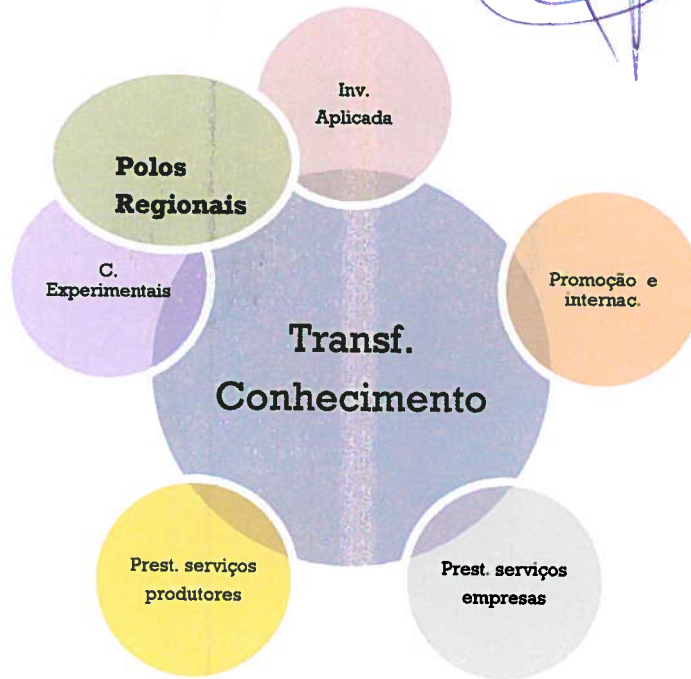 Inv.
Aplicada
Polos
Regionais
C.
Experimentais
Promoção e
internac.
Transf.
Conhecimento
Prest. serviços
produtores
Prest. serviços
empresas